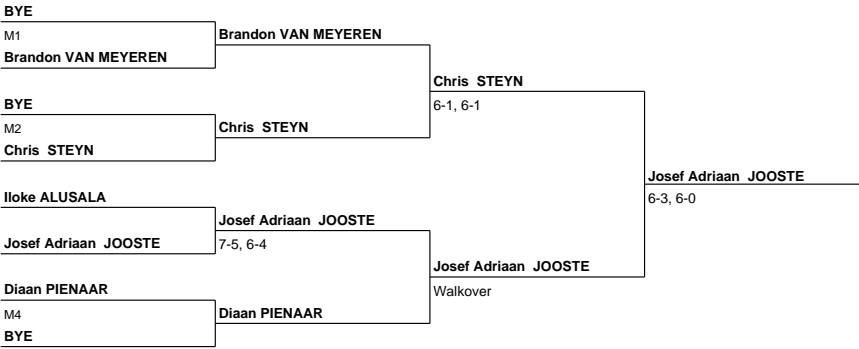 BYE
M1
Brandon VAN MEYEREN
Brandon VAN MEYEREN
BYE
M2
Chris STEYN
Chris STEYN
Chris STEYN
6-1, 6-1
Iloke ALUSALA
Josef Adriaan JOOSTE
Josef Adriaan JOOSTE
7-5, 6-4
Diaan PIENAAR
M4
BYE
Diaan PIENAAR
Josef Adriaan JOOSTE
Walkover
Josef Adriaan JOOSTE
6-3, 6-0